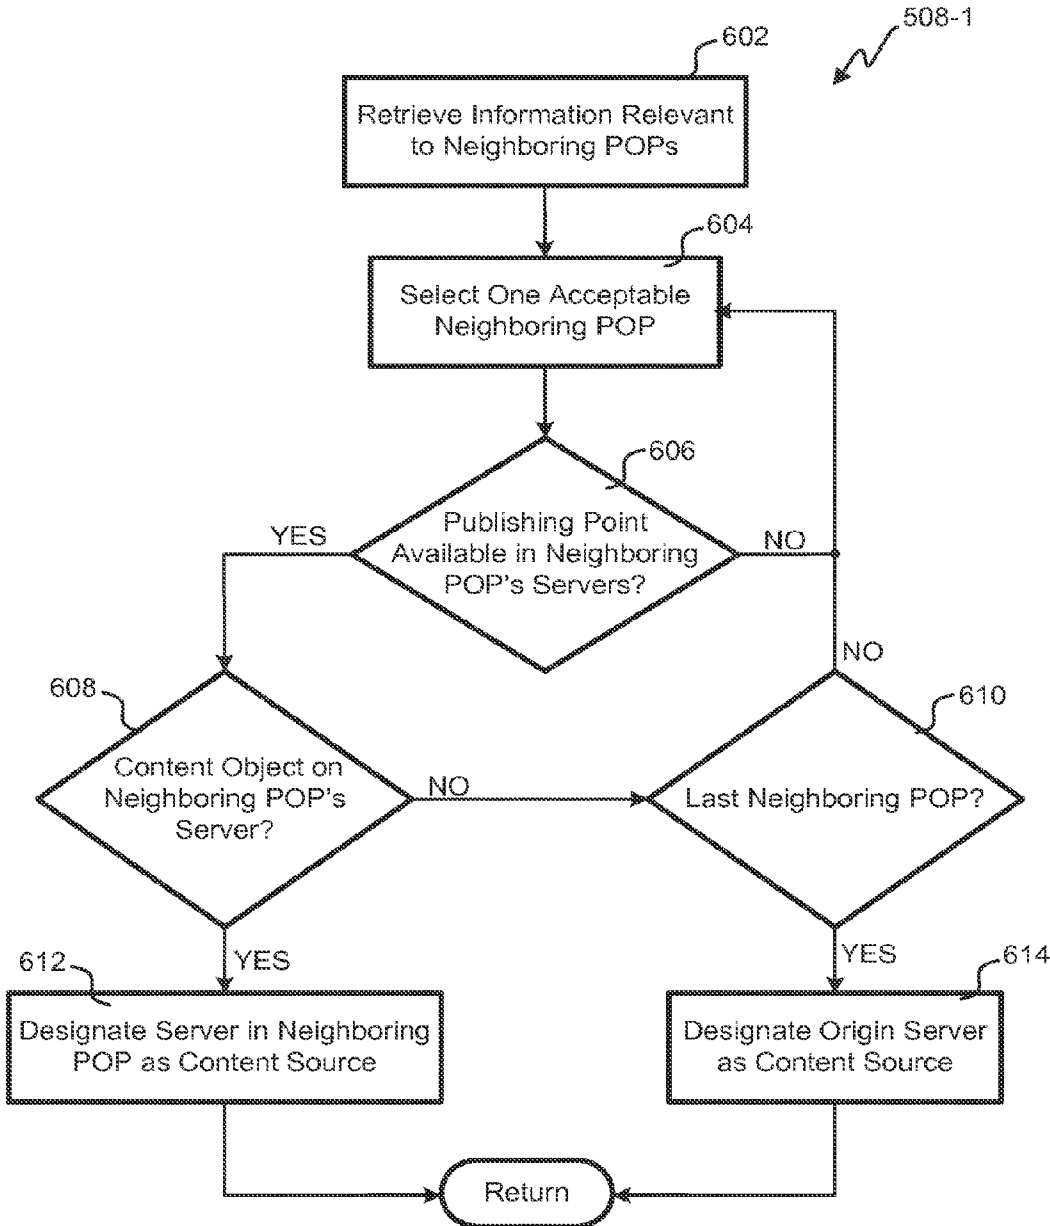 508-1
602
Retrieve Information Relevant
to Neighboring POPs
604
Select One Acceptable
Neighboring POP
606
Publishing Point
Available in Neighboring
POP's Servers?
YES
NO
NO
608
Content Object on
Neighboring POP's
Server?
NO
610
Last Neighboring POP?
YES
YES
612
Designate Server in Neighboring
POP as Content Source
614
Designate Origin Server
as Content Source
Return